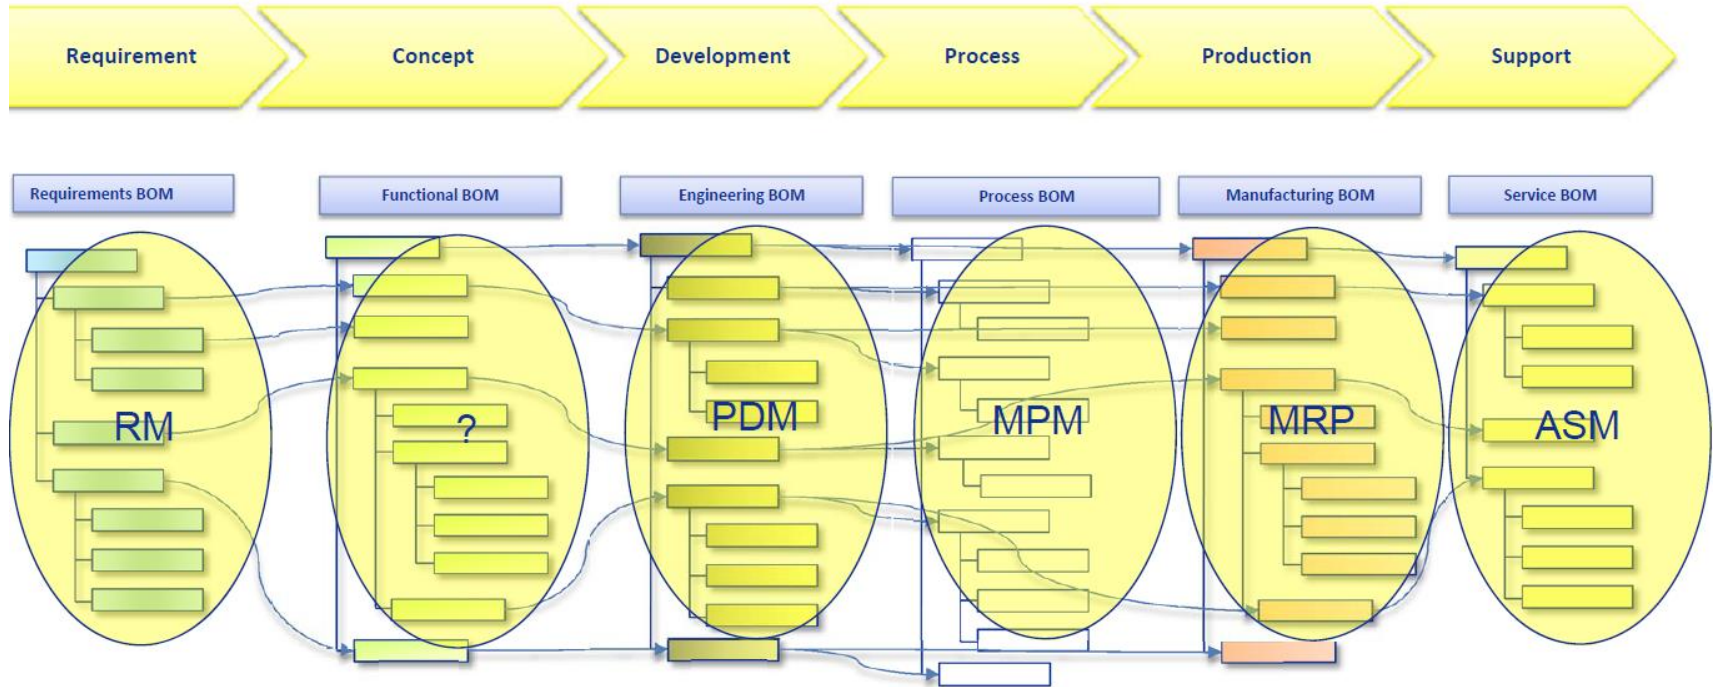 Requirement
Concept
Development
Process
Production
Support
Requirements BOM
Functional BOM
Engineering BOM
Process BOM
Manufacturing BOM
Service BOM
RM
?
PDM
MPM
MRP
ASM